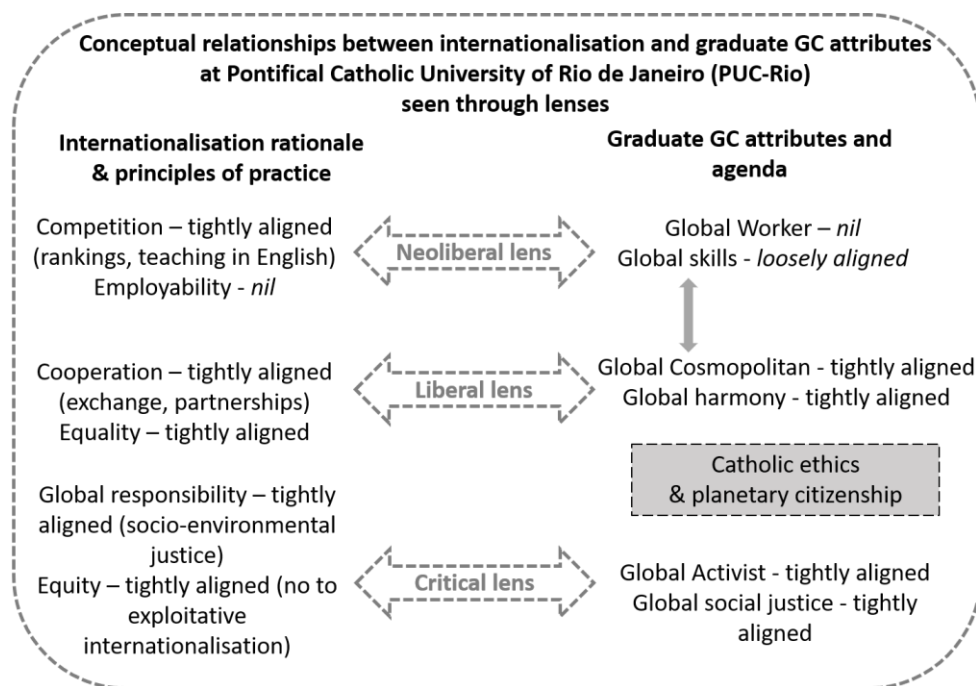 Conceptual relationships between internationalisation and graduate GC attributes
at Pontifical Catholic University of Rio de Janeiro (PUC-Rio)
seen through lenses
Internationalisation rationale
& principles of practice
Graduate GC attributes and
agenda
Competition – tightly aligned
(rankings, teaching in English)
Employability - nil
Neoliberal lens
Global Worker – nil
Global skills - loosely aligned
Cooperation – tightly aligned
(exchange, partnerships)
Equality – tightly aligned
Liberal lens
Global Cosmopolitan - tightly aligned
Global harmony - tightly aligned
Catholic ethics
& planetary citizenship
Global responsibility – tightly
aligned (socio-environmental
justice)
Equity – tightly aligned (no to
exploitative
internationalisation)
Critical lens
Global Activist - tightly aligned
Global social justice - tightly
aligned